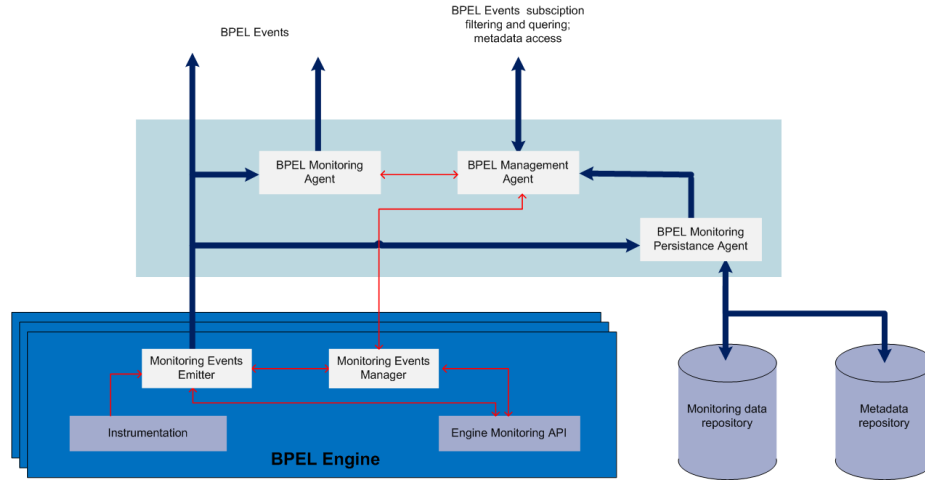 BPEL Events
BPEL Events subsciption
filtering and quering;
metadata access
BPEL Monitoring
Agent
BPEL Management
Agent
BPEL Monitoring
Persistance Agent
Monitoring Events
Emitter
Monitoring Events
Manager
Instrumentation
Engine Monitoring API
BPEL Engine
Monitoring data
repository
Metadata
repository